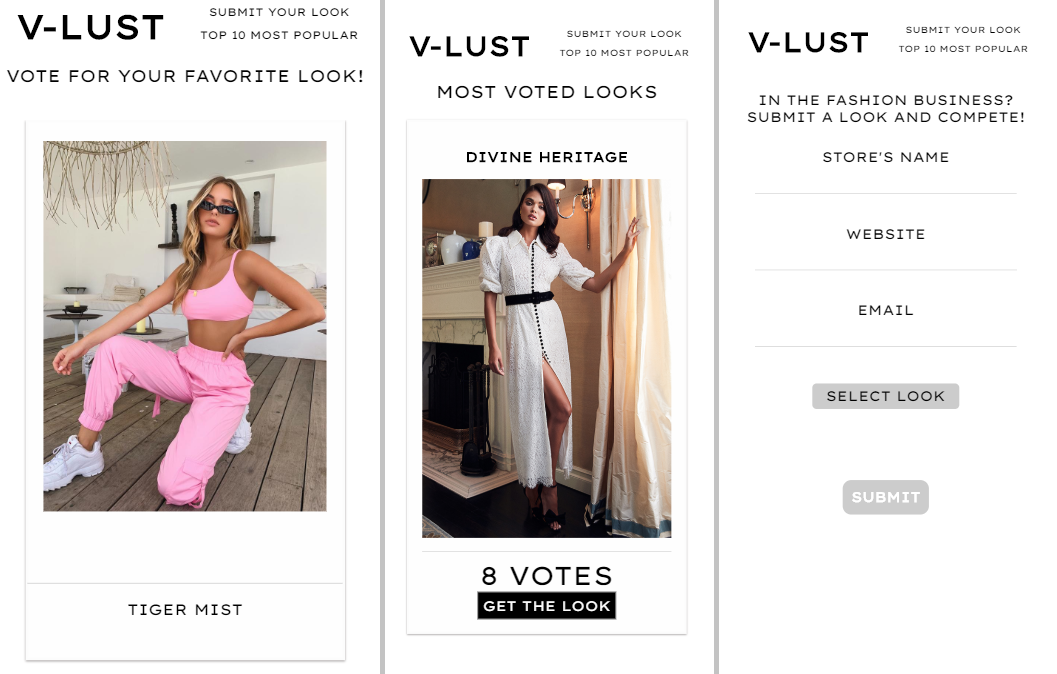 V-LUST
SUBMIT YOUR LOOK
TOP 10 MOST POPULAR
VOTE FOR YOUR FAVORITE LOOK!
TIGER MIST
V-LUST
SUBMIT YOUR LOOK
TOP 10 MOST POPULAR
MOST VOTED LOOKS
DIVINE HERITAGE
8 VOTES
GET THE LOOK
V-LUST
SUBMIT YOUR LOOK
TOP 10 MOST POPULAR
IN THE FASHION BUSINESS?
SUBMIT A LOOK AND COMPETE!
STORE'S NAME
WEBSITE
EMAIL
SELECT LOOK
SUBMIT